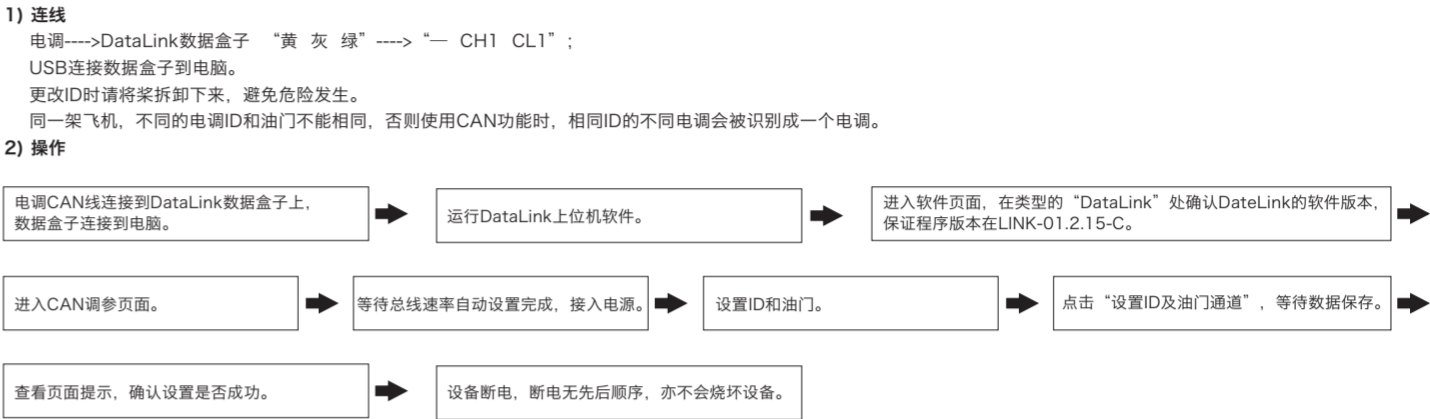 1）连线
电调---->DataLink数据盒子 “黄 灰 绿”---->“— CH1 CL1”；
USB连接数据盒子到电脑。
更改ID时请将桨拆卸下来，避免危险发生。
同一架飞机，不同的电调ID和油门不能相同，否则使用CAN功能时，相同ID的不同电调会被识别成一个电调。
2）操作
电调CAN线连接到DataLink数据盒子上，
数据盒子连接到电脑。
运行DataLink上位机软件。
进入软件页面，在类型的“DataLink”处确认DateLink的软件版本，
保证程序版本在LINK-01.2.15-C。
进入CAN调参页面。
等待总线速率自动设置完成，接入电源。
设置ID和油门。
点击“设置ID及油门通道”，等待数据保存。
查看页面提示，确认设置是否成功。
设备断电，断电无先后顺序，亦不会烧坏设备。